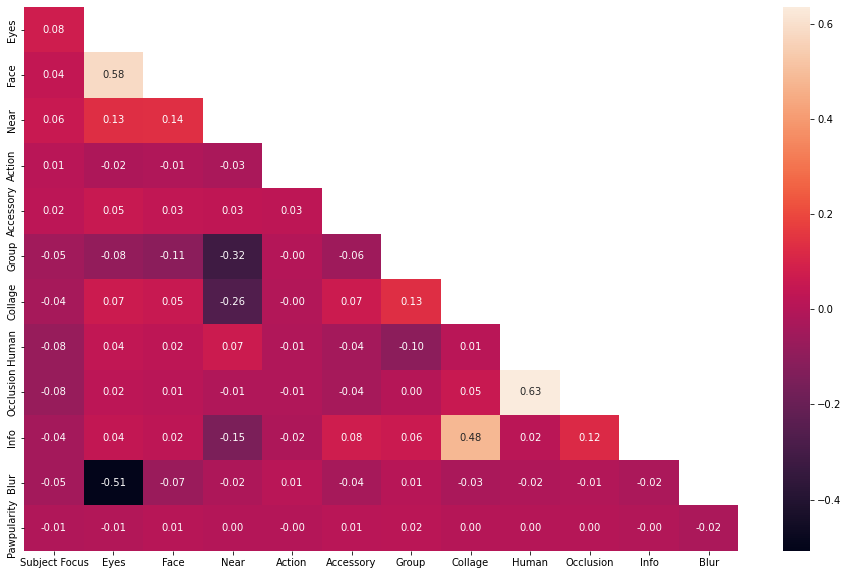 Eyes 0.08
Face 0.04 0.58
Near 0.06 0.13 0.14
Action 0.01 -0.02 -0.01 -0.03
Accessory 0.02 0.05 0.03 0.03 0.03
Group -0.05 -0.08 -0.11 -0.32 -0.00 -0.06
Collage -0.04 0.07 0.05 -0.26 -0.00 0.07 0.13
Human -0.08 0.04 0.02 0.07 -0.01 -0.04 -0.10 0.01
Occlusion -0.08 0.02 0.01 -0.01 -0.01 -0.04 0.00 0.05 0.63
Info -0.04 0.04 0.02 -0.15 -0.02 0.08 0.06 0.48 0.02 0.12
Blur -0.05 -0.51 -0.07 -0.02 0.01 -0.04 0.01 -0.03 -0.02 -0.01 -0.02
Pawpularity -0.01 -0.01 0.01 0.00 -0.00 0.01 0.02 0.00 0.00 0.00 -0.00 -0.02
Subject Focus Eyes Face Near Action Accessory Group Collage Human Occlusion Info Blur
0.6
0.4
0.2
0.0
−0.2
−0.4